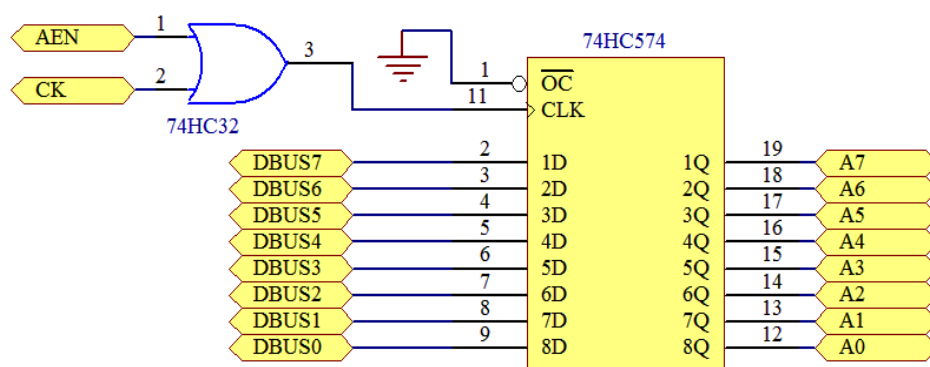 74HC574
AEN 1
3
CK 2
74HC32
1 OC
11 CLK
DBUS7 2 1D 1Q 19 A7
DBUS6 3 2D 2Q 18 A6
DBUS5 4 3D 3Q 17 A5
DBUS4 5 4D 4Q 16 A4
DBUS3 6 5D 5Q 15 A3
DBUS2 7 6D 6Q 14 A2
DBUS1 8 7D 7Q 13 A1
DBUS0 9 8D 8Q 12 A0